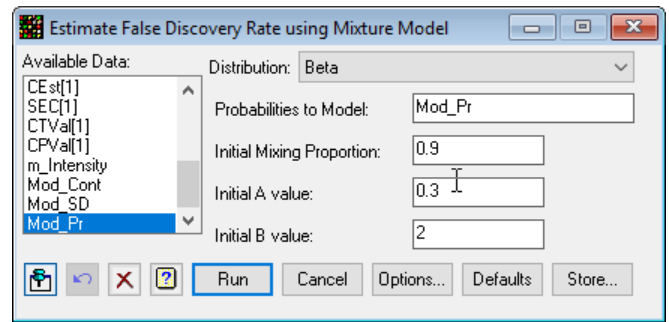 Estimate False Discovery Rate using Mixture Model
Available Data:
CEst[1]
SEC[1]
CTVal[1]
CPVal[1]
m_Intensity
Mod_Cont
Mod_SD
Mod_Pr
Distribution: Beta
Probabilities to Model: Mod_Pr
Initial Mixing Proportion: 0.9
Initial A value: 0.3
Initial B value: 2
Run Cancel Options... Defaults Store...